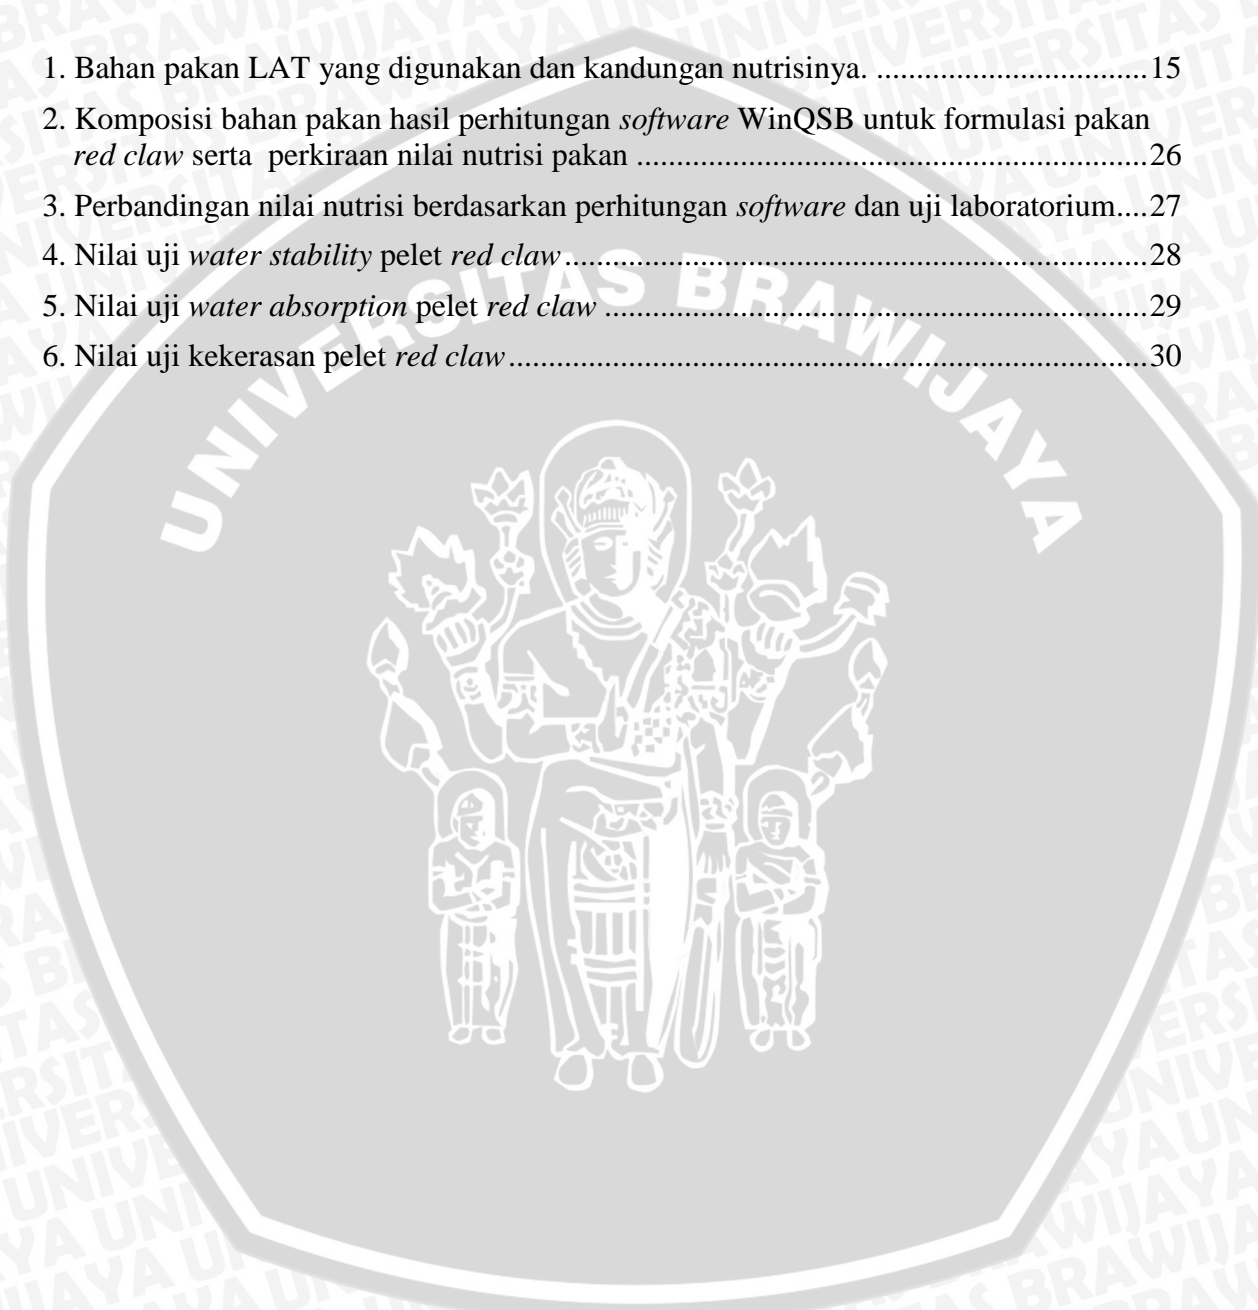 1. Bahan pakan LAT yang digunakan dan kandungan nutrisinya. ..................................15
2. Komposisi bahan pakan hasil perhitungan software WinQSB untuk formulasi pakan
red claw serta perkiraan nilai nutrisi pakan .................................................................26
3. Perbandingan nilai nutrisi berdasarkan perhitungan software dan uji laboratorium....27
4. Nilai uji water stability pelet red claw..........................................................................28
5. Nilai uji water absorption pelet red claw .....................................................................29
6. Nilai uji kekerasan pelet red claw.................................................................................30
UNIVERSITAS BRAWIJAYA